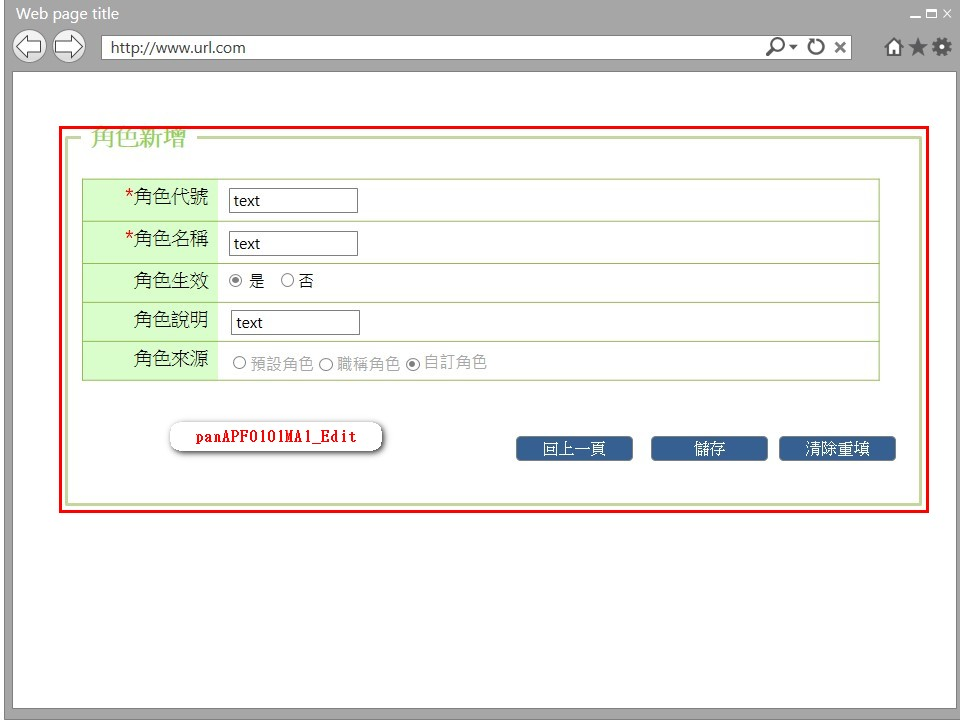 Web page title
http://www.url.com
角色新增
*角色代號 text
*角色名稱 text
角色生效 是 否
角色說明 text
角色來源 預設角色 職稱角色 自訂角色
panAPF0101MA1_Edit
回上一頁 儲存 清除重填